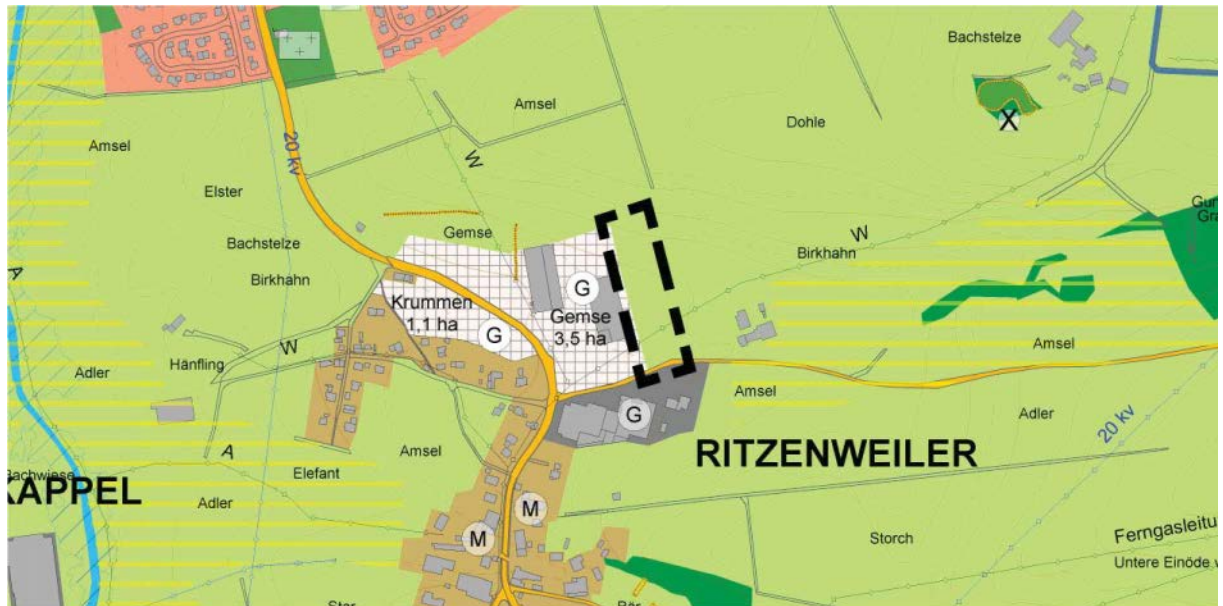 Bachstelze
Amsel
X
Dohle
20 kv
Amsel
W
Elster
Gemse
Bachstelze
W
Birkhahn
A
Birkhahn
G
Krummen
1,1 ha
Gemse
3,5 ha
G
W
Hänfling
Adler
Amsel
Amsel
Adler
G
20 kv
RITZENWEILER
Amsel
A
Elefant
Bachwiese
KAPPEL
Adler
M
M
Storch
Ferngasleitu
Untere Einöde